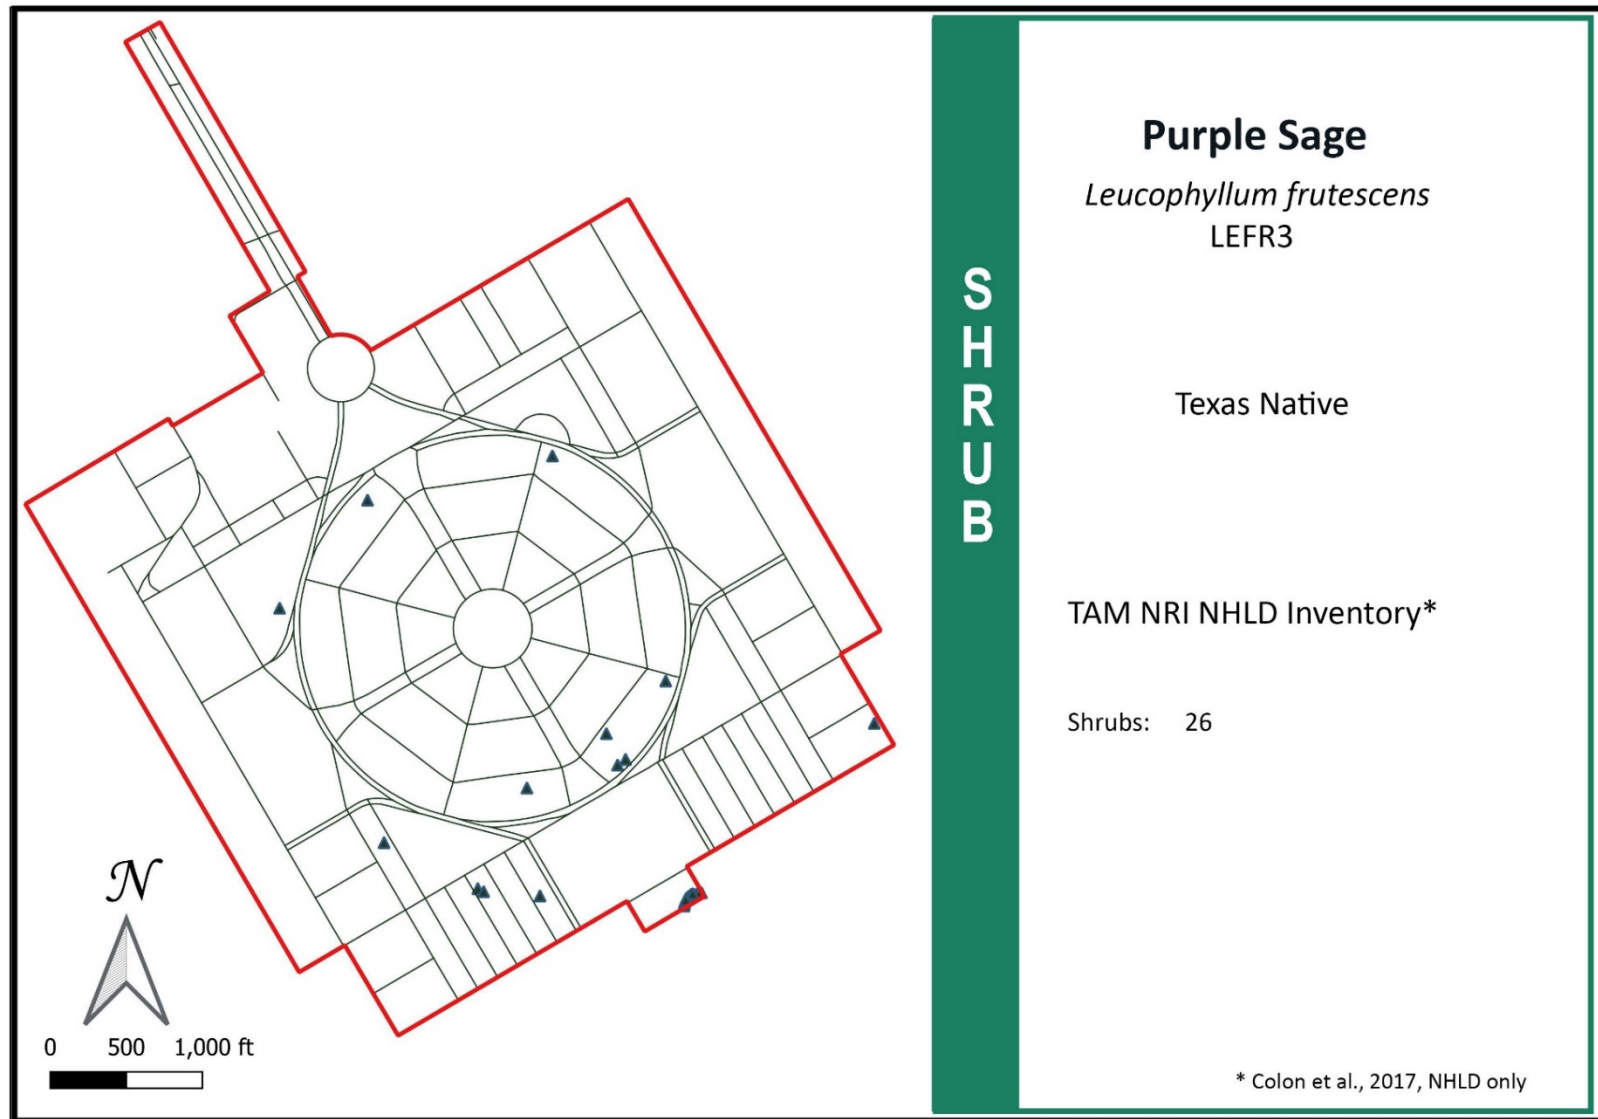 Purple Sage
Leucophyllum frutescens
LEFR3
SHRUB
Texas Native
TAM NRI NHLD Inventory*
Shrubs: 26
N
0 500 1,000 ft
* Colon et al., 2017, NHLD only